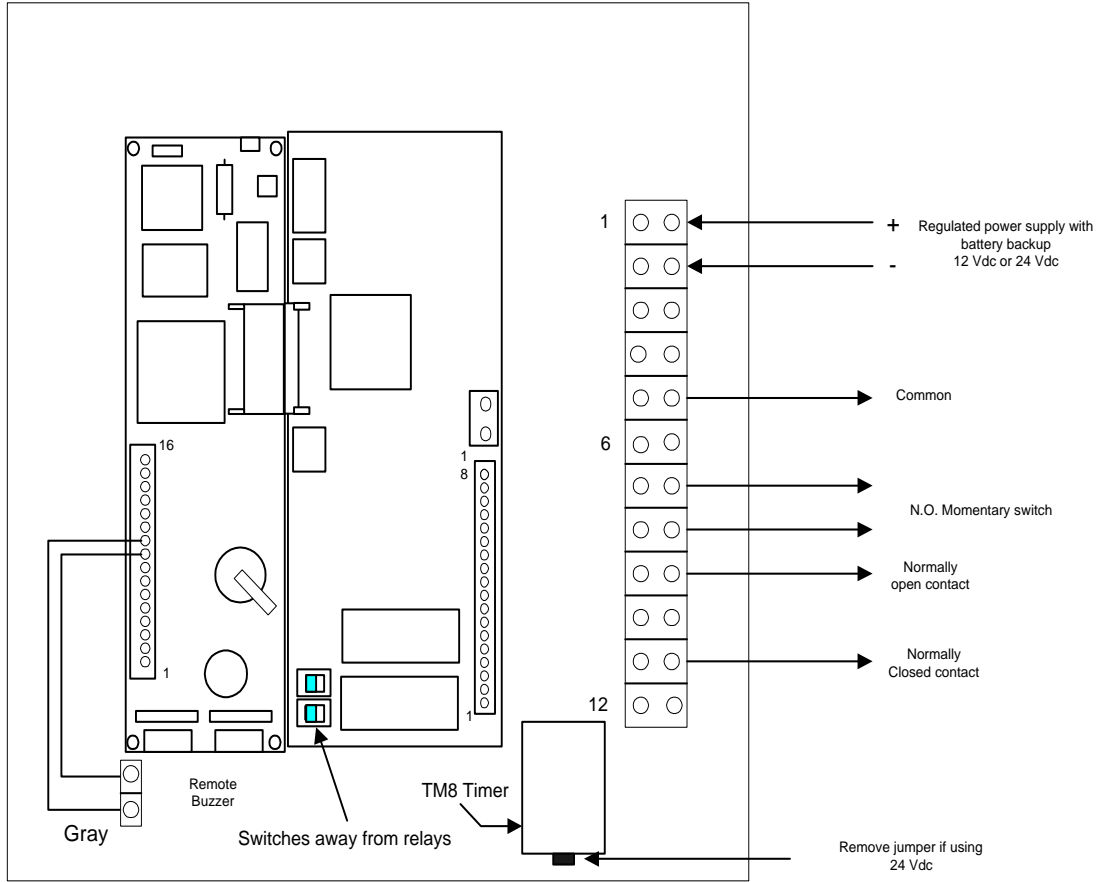 1
+
Regulated power supply with
battery backup
12 Vdc or 24 Vdc
-
Common
6
16
1
8
N.O. Momentary switch
Normally
open contact
Normally
Closed contact
1
12
1
TM8 Timer
Remote
Buzzer
Gray
Switches away from relays
Remove jumper if using
24 Vdc